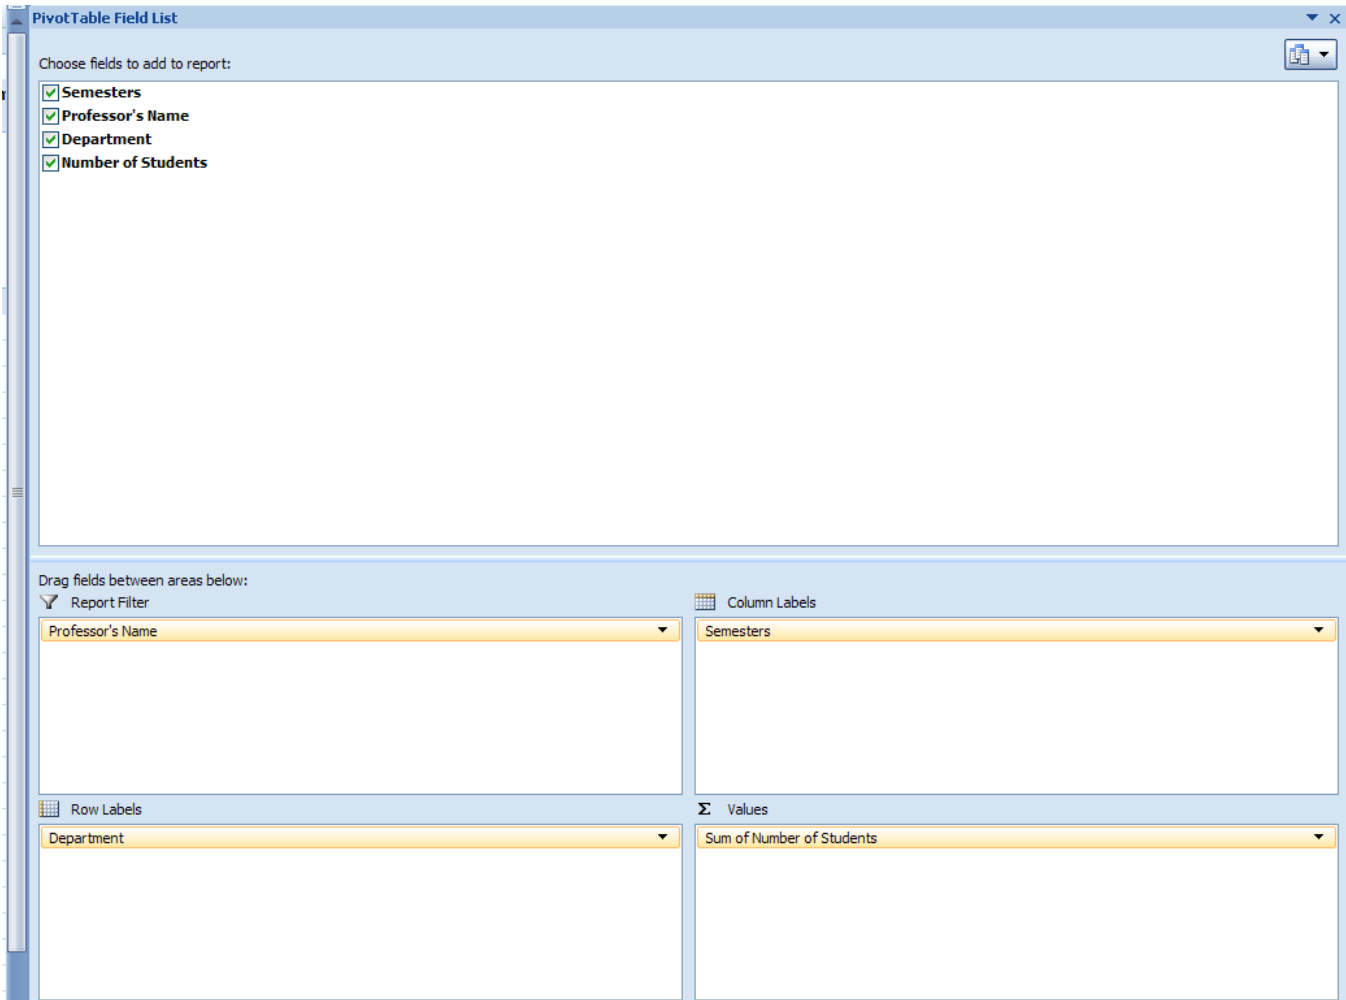 PivotTable Field List
Choose fields to add to report:
Semesters
Professor's Name
Department
Number of Students
Drag fields between areas below:
Report Filter
Column Labels
Professor's Name
Semesters
Row Labels
Σ Values
Department
Sum of Number of Students